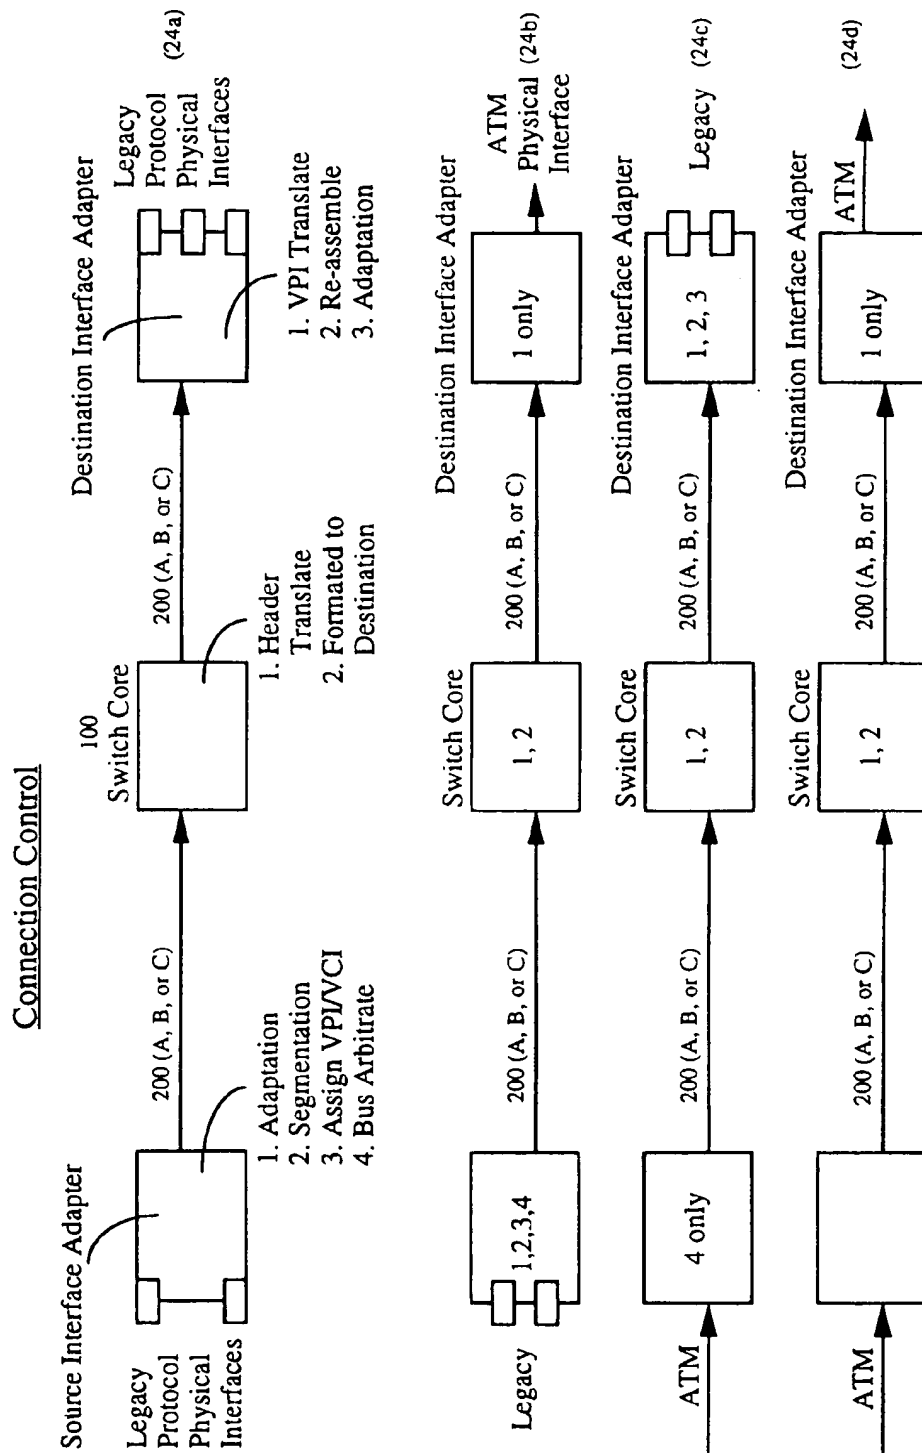 Connection Control
Source Interface Adapter
Legacy
Protocol
Physical
Interfaces
1. Adaptation
2. Segmentation
3. Assign VPI/VCI
4. Bus Arbitrate
200 (A, B, or C)
100
Switch Core
1. Header
Translate
2. Formated to
Destination
200 (A, B, or C)
Destination Interface Adapter
Legacy
Protocol
Physical
Interfaces
(24a)
1. VPI Translate
2. Re-assemble
3. Adaptation
Legacy
1,2,3,4
200 (A, B, or C)
Switch Core
1, 2
200 (A, B, or C)
Destination Interface Adapter
1 only
ATM
Physical
Interface
(24b)
ATM
4 only
200 (A, B, or C)
Switch Core
1, 2
200 (A, B, or C)
Destination Interface Adapter
1, 2, 3
Legacy
(24c)
ATM
200 (A, B, or C)
Switch Core
1, 2
200 (A, B, or C)
Destination Interface Adapter
1 only
ATM
(24d)